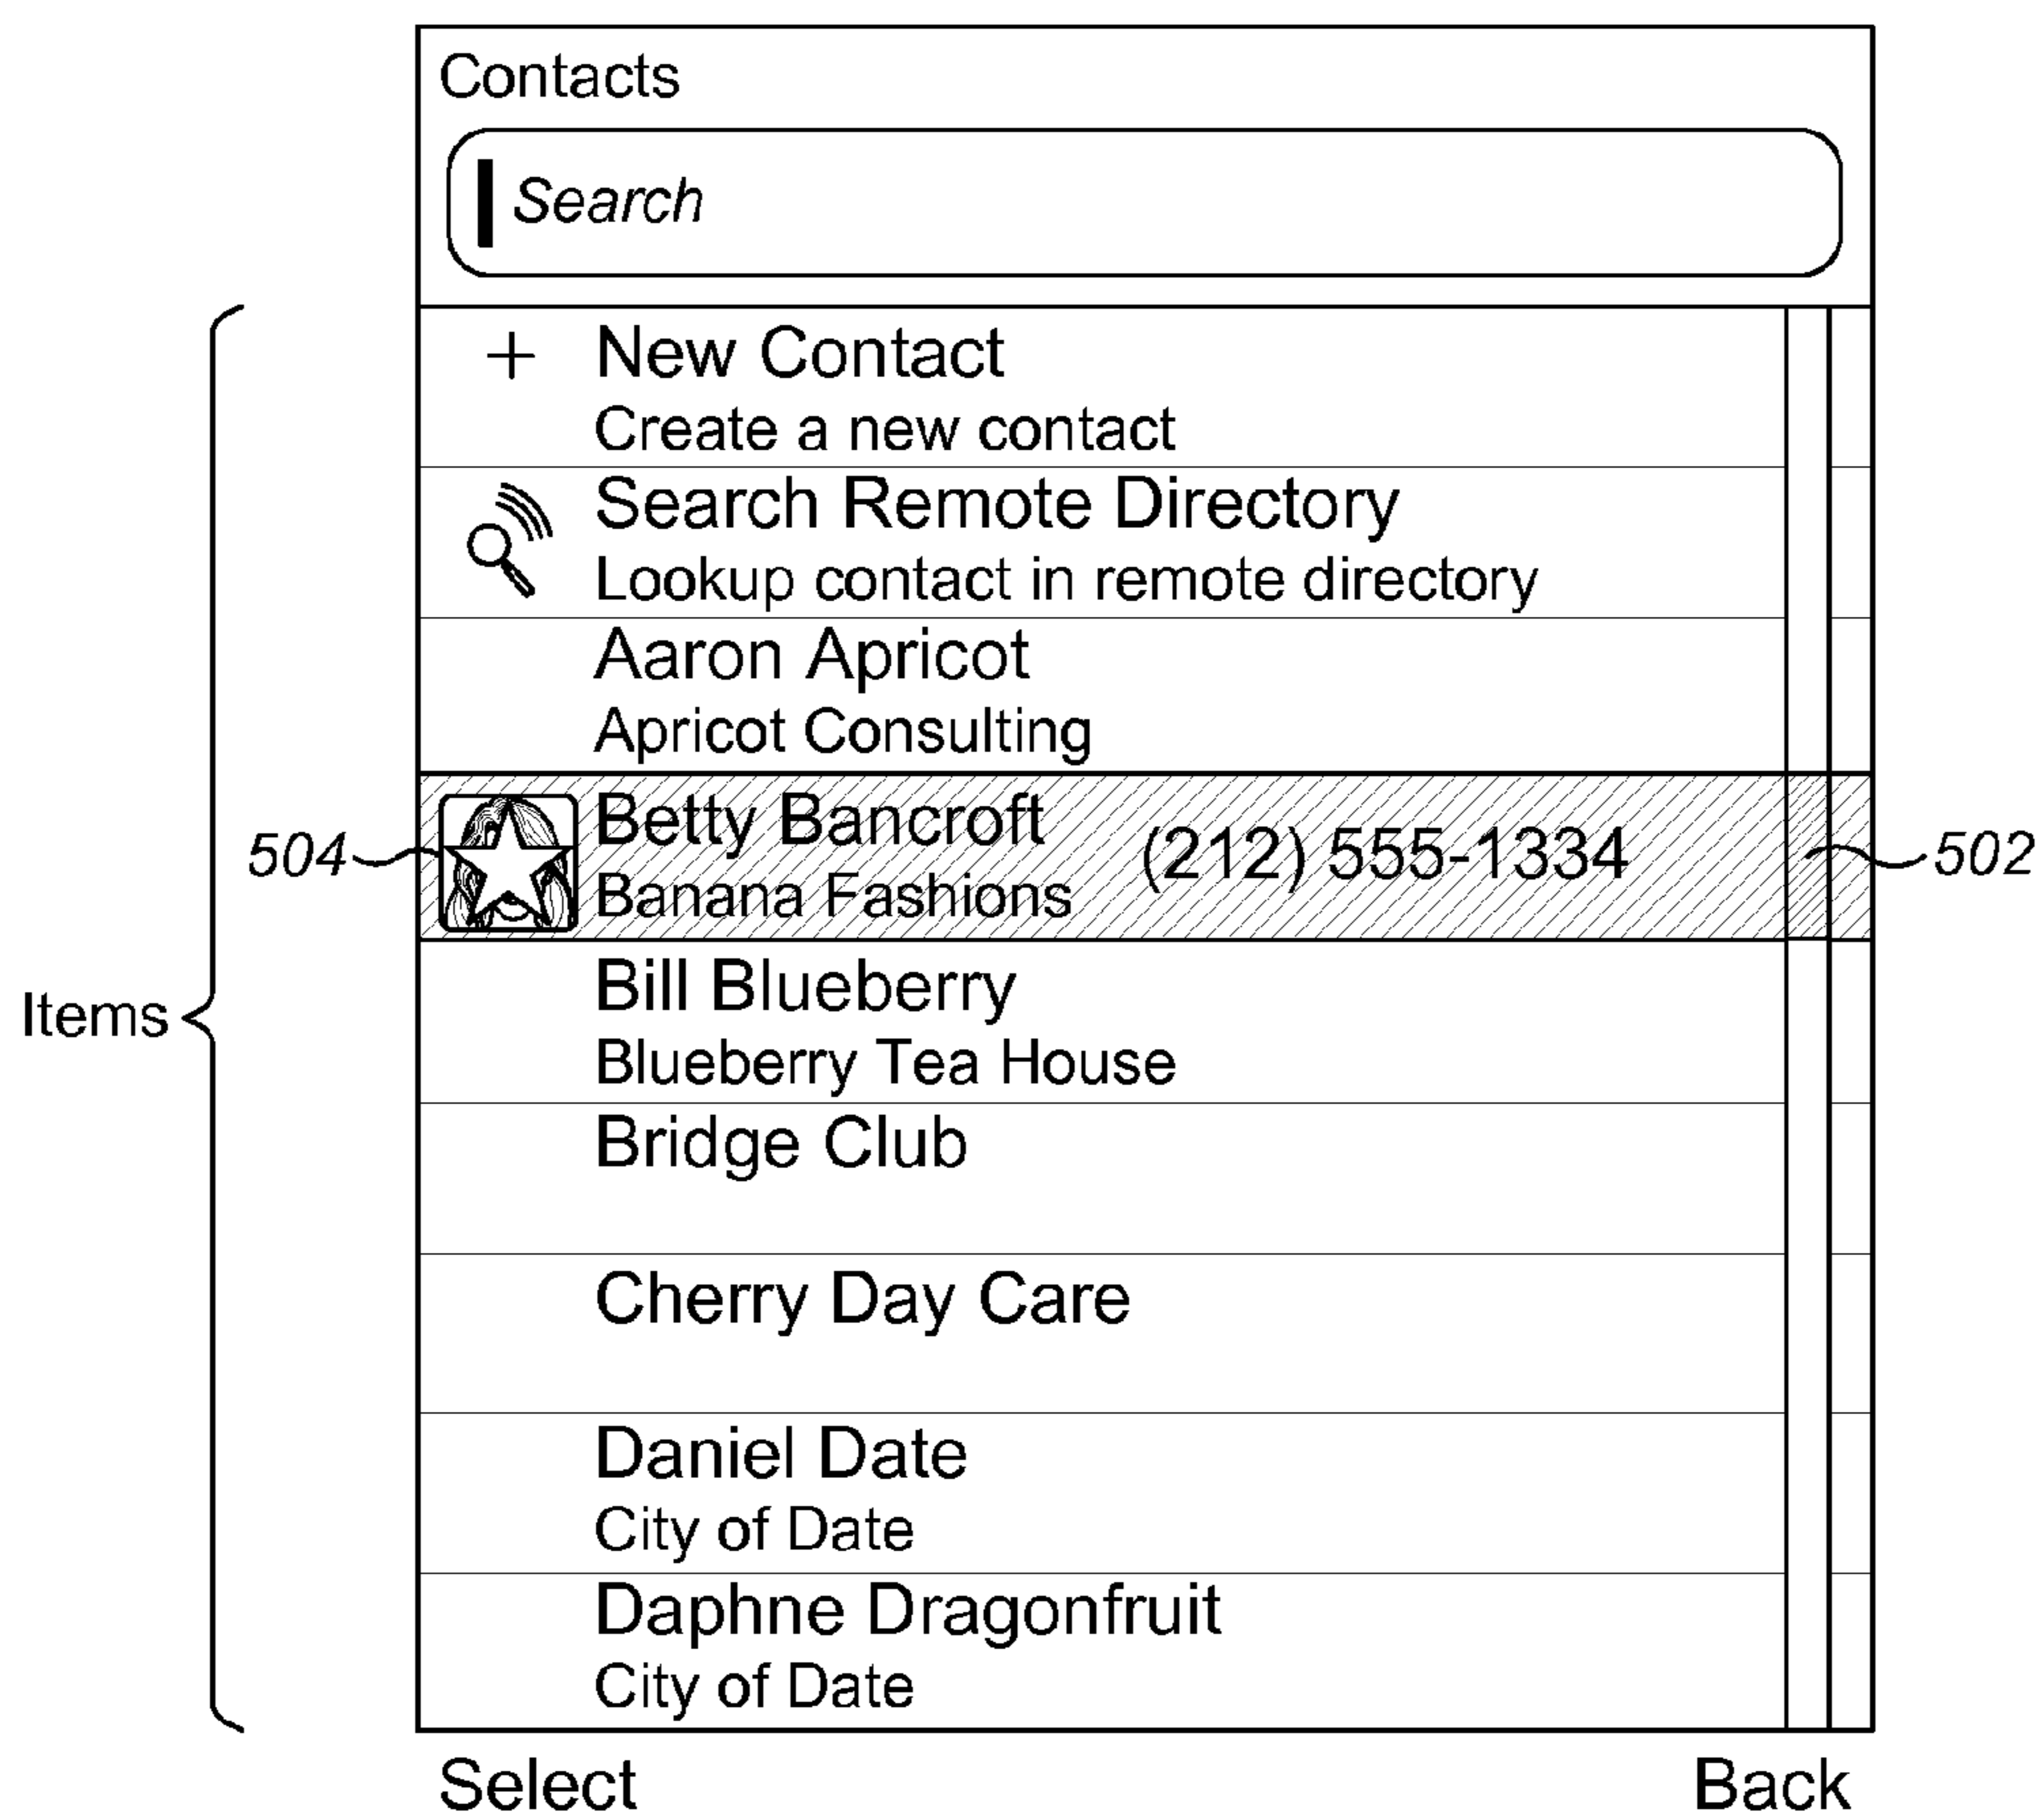 Contacts
Search
+ New Contact
Create a new contact
Search Remote Directory
Lookup contact in remote directory
Aaron Apricot
Apricot Consulting
504
Betty Bancroft
(212) 555-1334
Banana Fashions
502
Items
Bill Blueberry
Blueberry Tea House
Bridge Club
Cherry Day Care
Daniel Date
City of Date
Daphne Dragonfruit
City of Date
Select
Back